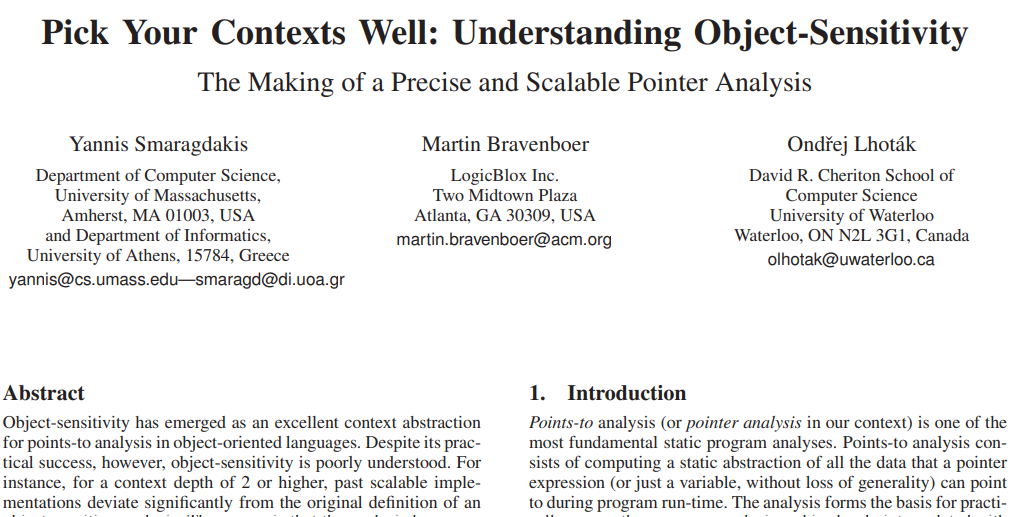 Pick Your Contexts Well: Understanding Object-Sensitivity
The Making of a Precise and Scalable Pointer Analysis
Yannis Smaragdakis
Department of Computer Science,
University of Massachusetts,
Amherst, MA 01003, USA
and Department of Informatics,
University of Athens, 15784, Greece
yannis@cs.umass.edu—smaragd@di.uoa.gr
Martin Bravenboer
LogicBlox Inc.
Two Midtown Plaza
Atlanta, GA 30309, USA
martin.bravenboer@acm.org
Ondřej Lhoták
David R. Cheriton School of
Computer Science
University of Waterloo
Waterloo, ON N2L 3G1, Canada
olhotak@uwaterloo.ca
Abstract
Object-sensitivity has emerged as an excellent context abstraction
for points-to analysis in object-oriented languages. Despite its prac-
tical success, however, object-sensitivity is poorly understood. For
instance, for a context depth of 2 or higher, past scalable imple-
mentations deviate significantly from the original definition of an
1. Introduction
Points-to analysis (or pointer analysis in our context) is one of the
most fundamental static program analyses. Points-to analysis con-
sists of computing a static abstraction of all the data that a pointer
expression (or just a variable, without loss of generality) can point
to during program run-time. The analysis forms the basis for practi-